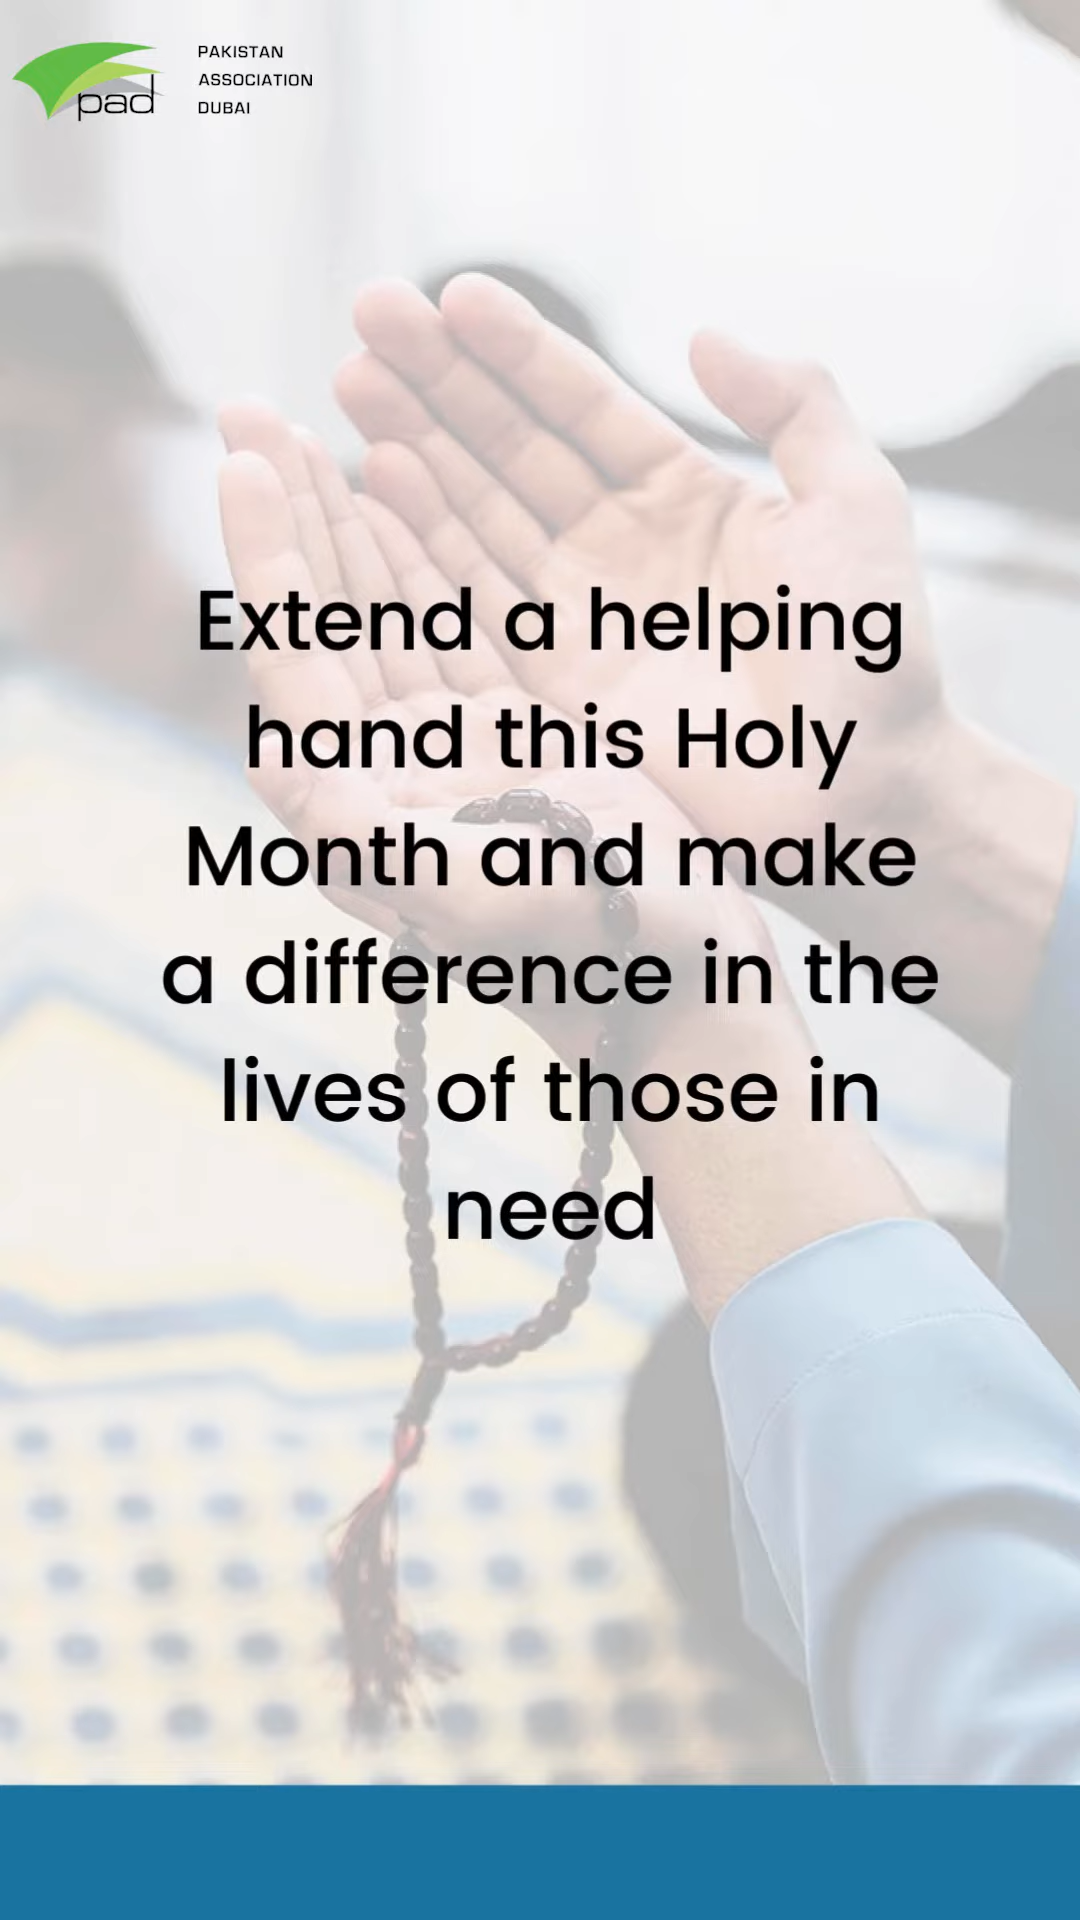 pad
PAKISTAN
ASSOCIATION
DUBAI
Extend a helping
hand this Holy
Month and make
a difference in the
lives of those in
need